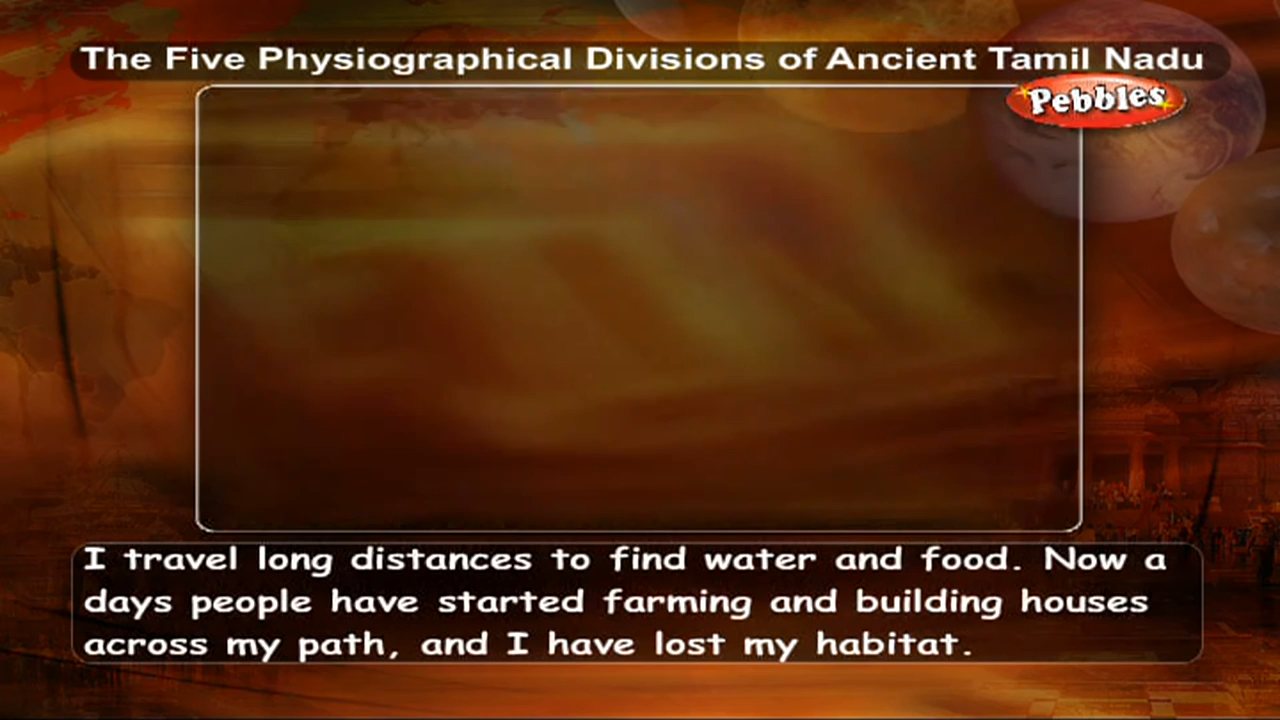 The Five Physiographical Divisions of Ancient Tamil Nadu
Pebbles
I travel long distances to find water and food. Now a
days people have started farming and building houses
across my path, and I have lost my habitat.